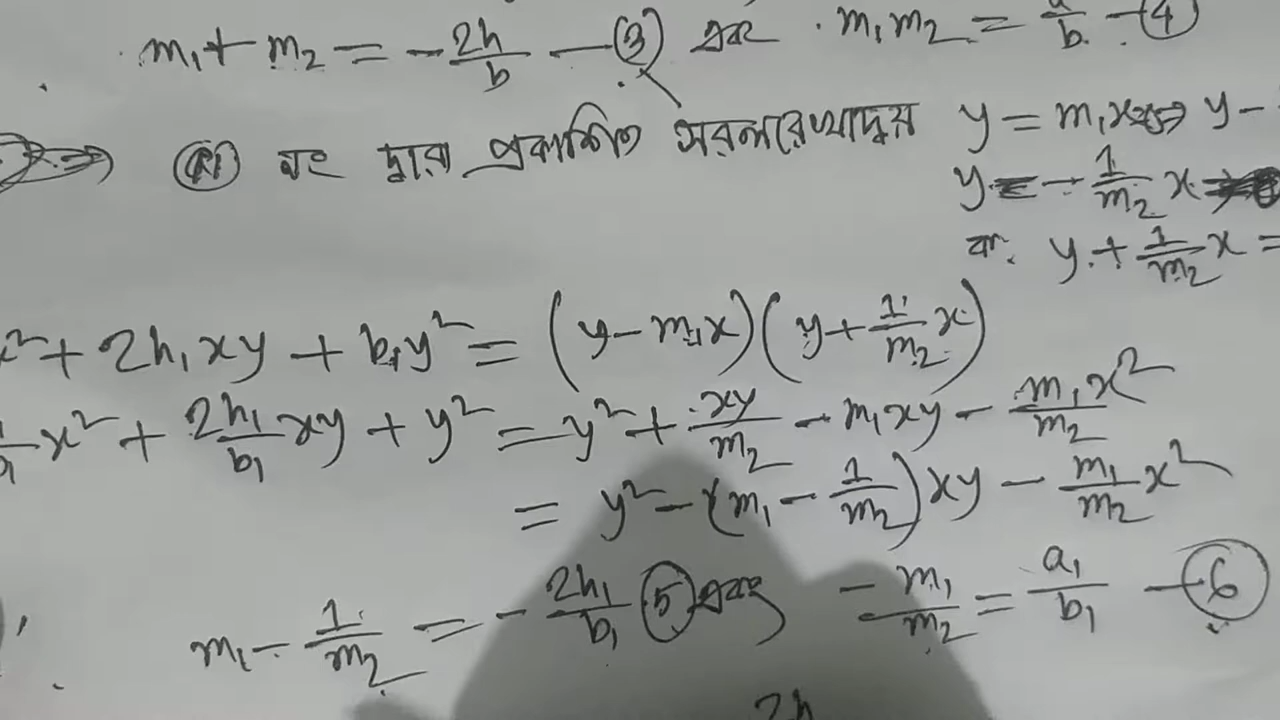 m₁ + m₂ = - 2h/b — (3) এবং m₁m₂ = a/b - (4)
নং দ্বারা প্রকাশিত সরলরেখাদ্বয় y = m₁x ⇒ y -
y = - 1/m₂ x
বা. y + 1/m₂ x =
x² + 2h₁xy + b₁y² = (y - m₁x)(y + 1/m₂ x)
x² + 2h₁/b₁ xy + y² = y² + xy/m₂ - m₁xy - m₁x²/m₂
= y² - (m₁ - 1/m₂)xy - m₁/m₂ x²
m₁ - 1/m₂ = - 2h₁/b₁ (5) এবং - m₁/m₂ = a₁/b₁ — (6)
2h